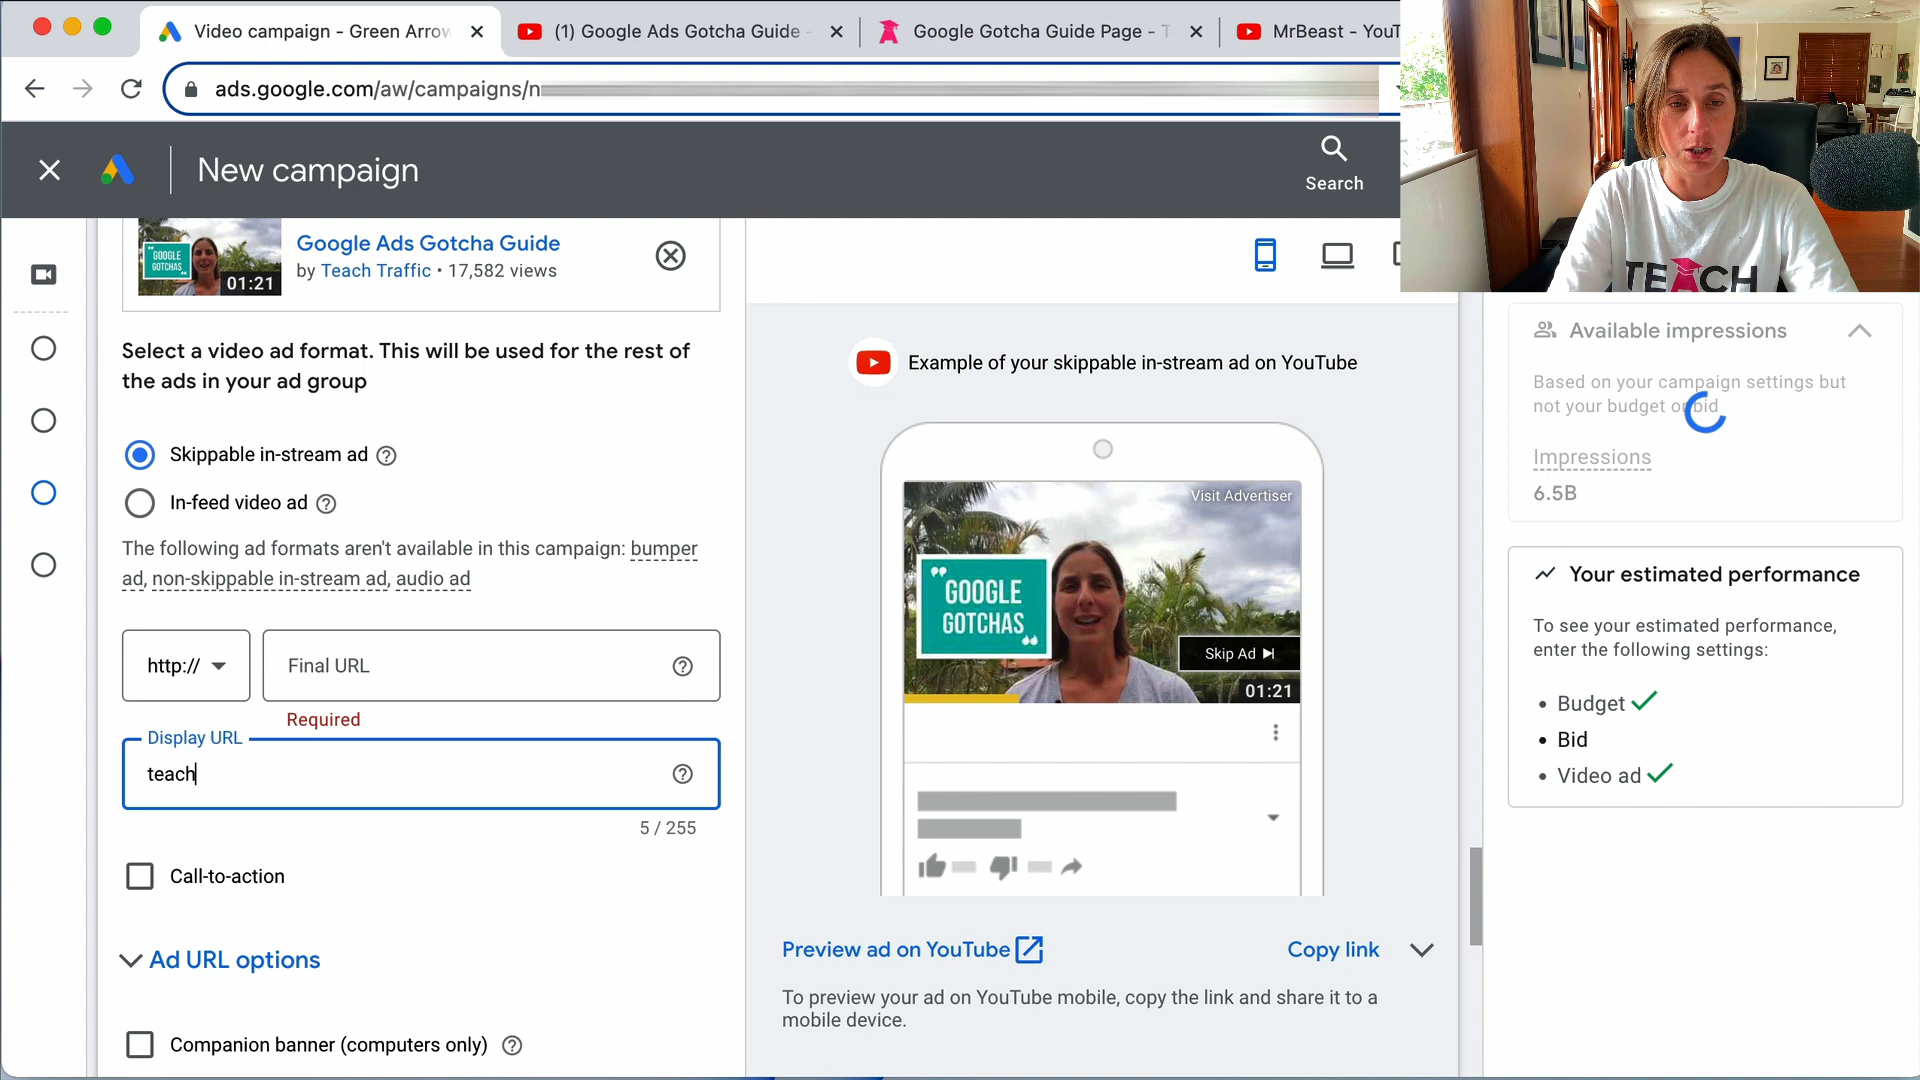 Video campaign - Green Arrow
(1) Google Ads Gotcha Guide -
Google Gotcha Guide Page - T
MrBeast - YouT
ads.google.com/aw/campaigns/n
New campaign
Search
TEACH
Google Ads Gotcha Guide
by Teach Traffic • 17,582 views
"GOOGLE
GOTCHAS"
01:21
Select a video ad format. This will be used for the rest of
the ads in your ad group
Skippable in-stream ad
In-feed video ad
The following ad formats aren't available in this campaign: bumper
ad, non-skippable in-stream ad, audio ad
http://
Final URL
Required
Display URL
teach
5 / 255
Call-to-action
Ad URL options
Companion banner (computers only)
Example of your skippable in-stream ad on YouTube
Visit Advertiser
"GOOGLE
GOTCHAS"
Skip Ad
01:21
Preview ad on YouTube
Copy link
To preview your ad on YouTube mobile, copy the link and share it to a
mobile device.
Available impressions
Based on your campaign settings but
not your budget or bid
Impressions
6.5B
Your estimated performance
To see your estimated performance,
enter the following settings:
• Budget
• Bid
• Video ad